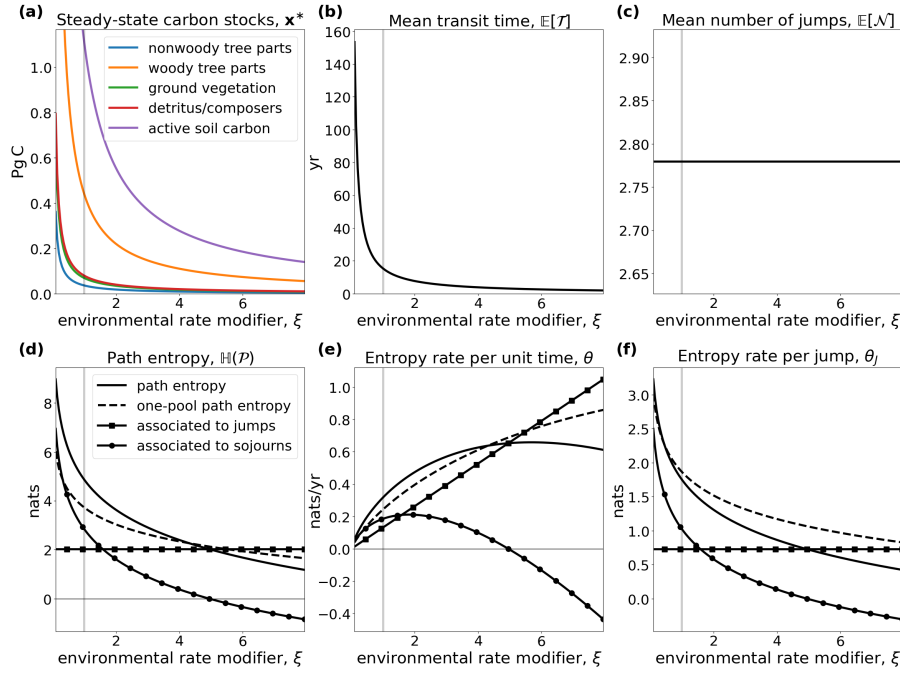 (a) Steady-state carbon stocks, x*
nonwoody tree parts
woody tree parts
ground vegetation
detritus/composers
active soil carbon
Pg C
1.0
0.8
0.6
0.4
0.2
0.0
2 4 6
environmental rate modifier, ξ
(b) Mean transit time, 𝔼[𝒯]
yr
160
140
120
100
80
60
40
20
0
2 4 6
environmental rate modifier, ξ
(c) Mean number of jumps, 𝔼[𝒩]
2.90
2.85
2.80
2.75
2.70
2.65
2 4 6
environmental rate modifier, ξ
(d) Path entropy, ℍ(𝒫)
path entropy
one-pool path entropy
associated to jumps
associated to sojourns
nats
8
6
4
2
0
2 4 6
environmental rate modifier, ξ
(e) Entropy rate per unit time, θ
nats/yr
1.0
0.8
0.6
0.4
0.2
0.0
−0.2
−0.4
2 4 6
environmental rate modifier, ξ
(f) Entropy rate per jump, θ_J
nats
3.0
2.5
2.0
1.5
1.0
0.5
0.0
2 4 6
environmental rate modifier, ξ